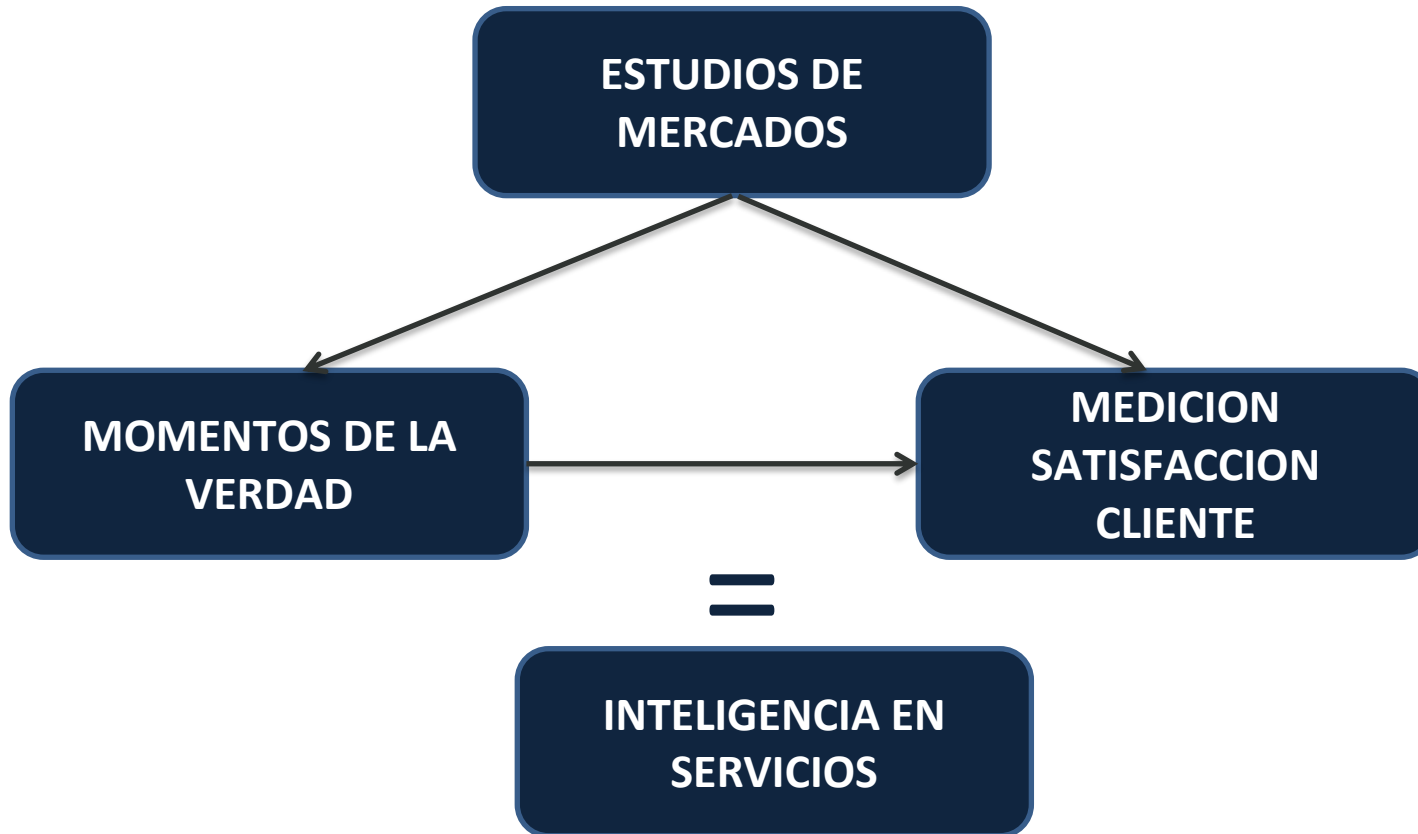 ESTUDIOS DE
MERCADOS
MOMENTOS DE LA
VERDAD
MEDICION
SATISFACCION
CLIENTE
=
INTELIGENCIA EN
SERVICIOS